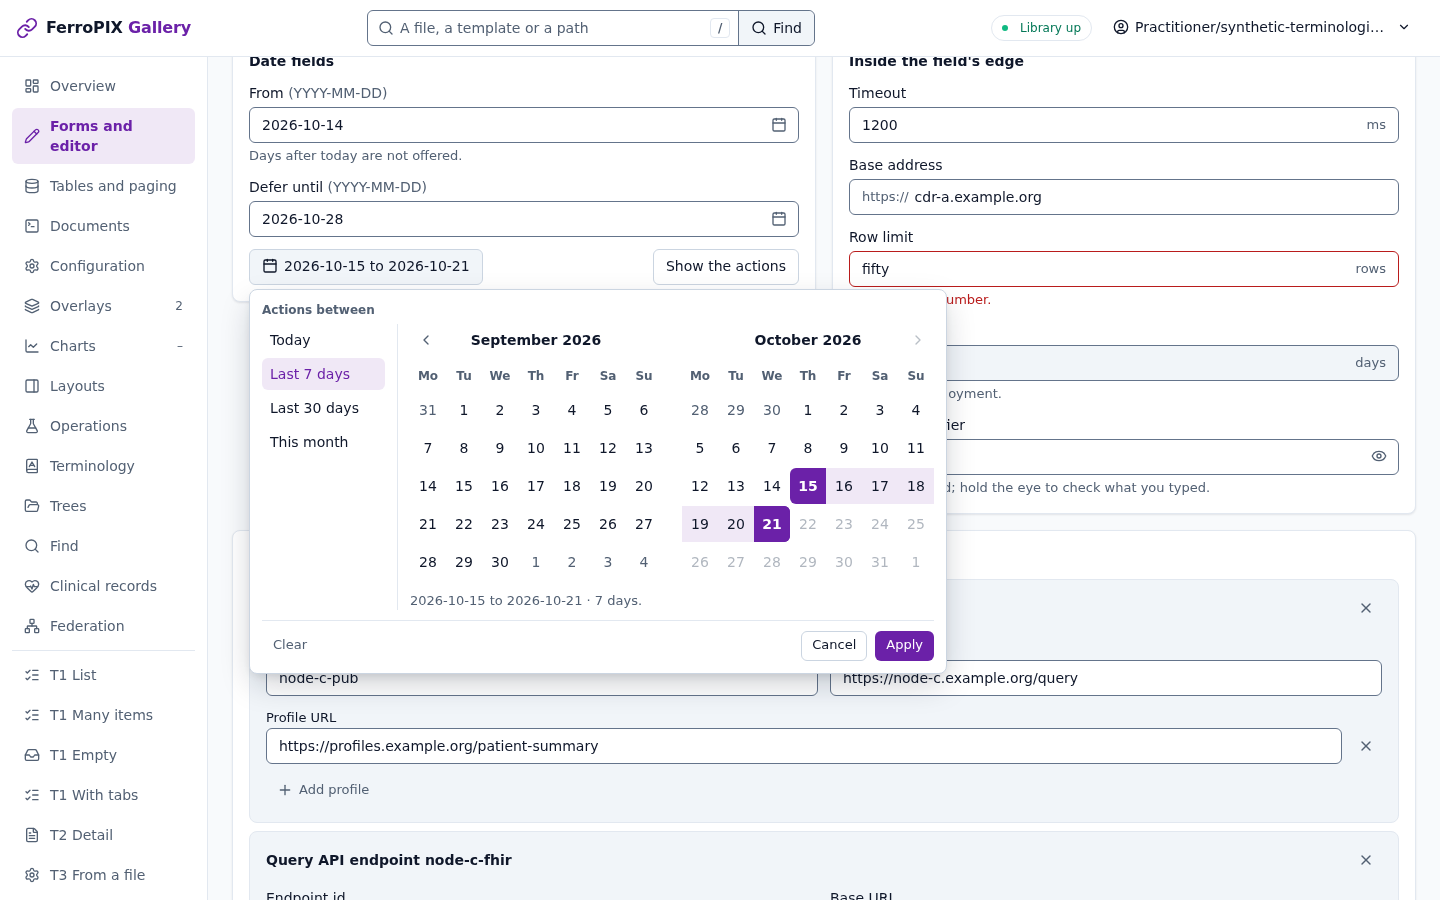 FerroPIX Gallery
A file, a template or a path
/
Find
Library up
Practitioner/synthetic-terminologi...
Overview
Forms and
editor
Tables and paging
Documents
Configuration
Overlays 2
Charts –
Layouts
Operations
Terminology
Trees
Find
Clinical records
Federation
T1 List
T1 Many items
T1 Empty
T1 With tabs
T2 Detail
T3 From a file
Date fields
From (YYYY-MM-DD)
2026-10-14
Days after today are not offered.
Defer until (YYYY-MM-DD)
2026-10-28
2026-10-15 to 2026-10-21
Show the actions
Inside the field's edge
Timeout
1200 ms
Base address
https:// cdr-a.example.org
Row limit
fifty rows
umber.
days
oyment.
ier
d; hold the eye to check what you typed.
Actions between
Today
Last 7 days
Last 30 days
This month
September 2026
Mo Tu We Th Fr Sa Su
31 1 2 3 4 5 6
7 8 9 10 11 12 13
14 15 16 17 18 19 20
21 22 23 24 25 26 27
28 29 30 1 2 3 4
October 2026
Mo Tu We Th Fr Sa Su
28 29 30 1 2 3 4
5 6 7 8 9 10 11
12 13 14 15 16 17 18
19 20 21 22 23 24 25
26 27 28 29 30 31 1
2026-10-15 to 2026-10-21 · 7 days.
Clear
Cancel
Apply
node-c-pub
https://node-c.example.org/query
Profile URL
https://profiles.example.org/patient-summary
Add profile
Query API endpoint node-c-fhir
Endpoint id
Base URL